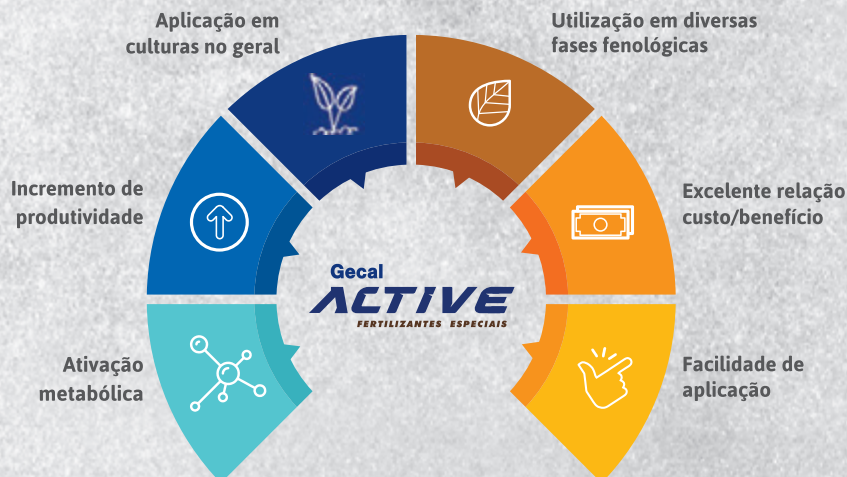 Aplicação em
culturas no geral
Utilização em diversas
fases fenológicas
Incremento de
produtividade
Excelente relação
custo/benefício
Gecal
ACTIVE
FERTILIZANTES ESPECIAIS
Ativação
metabólica
Facilidade de
aplicação